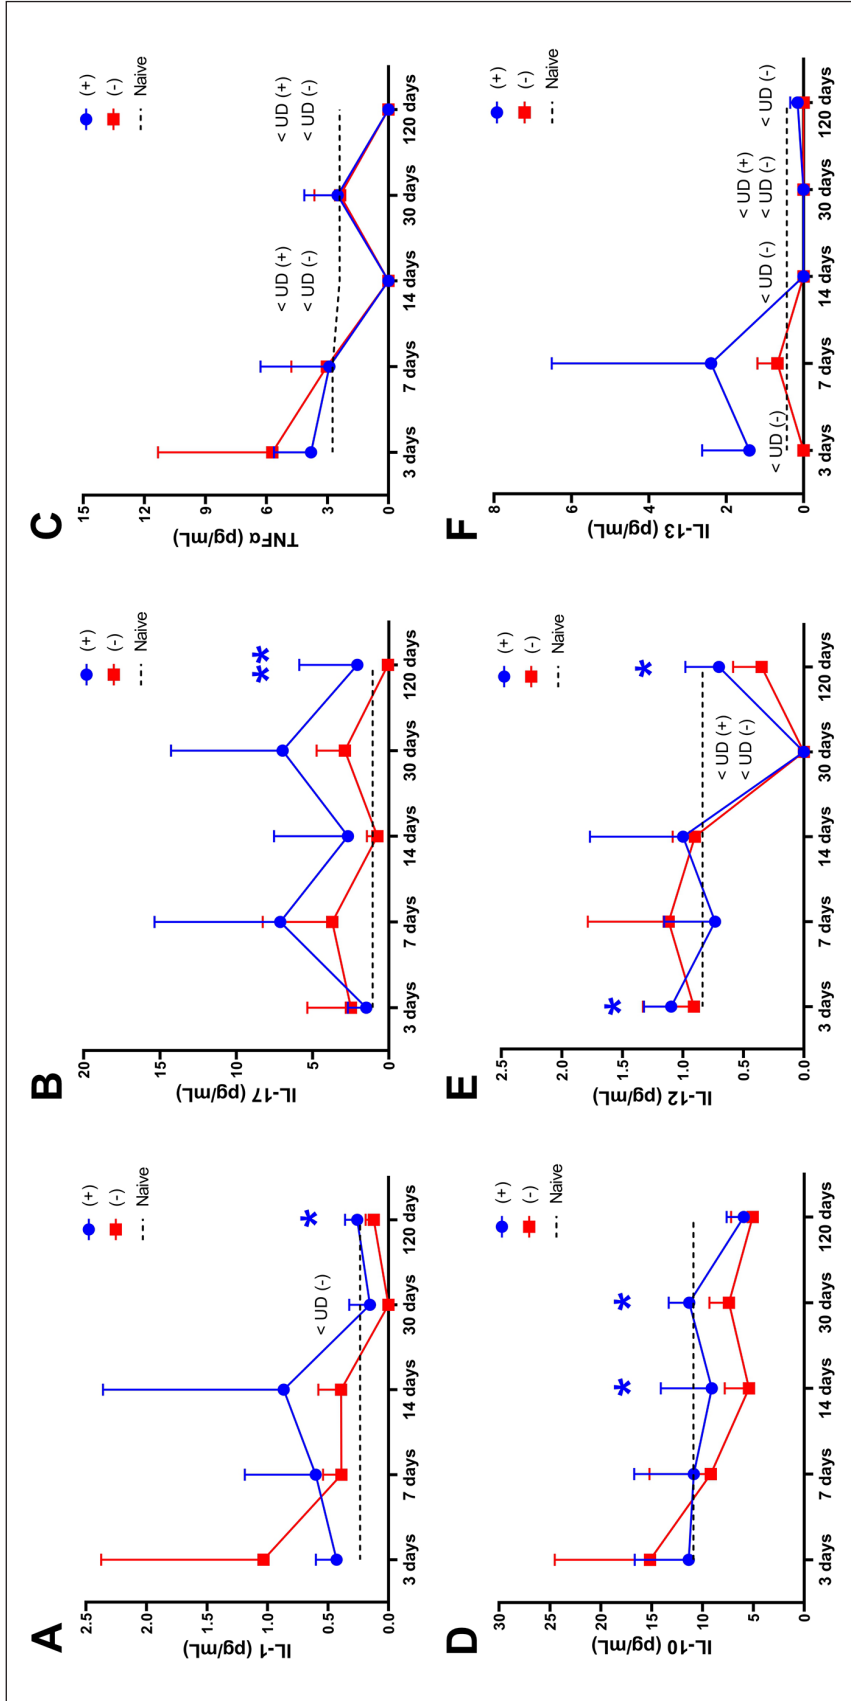 A
IL-1 (pg/mL)
2.5
2.0
1.5
1.0
0.5
0.0
(+)
(-)
Naive
*
< UD (-)
3 days
7 days
14 days
30 days
120 days
B
IL-17 (pg/mL)
20
15
10
5
0
(+)
(-)
Naive
**
3 days
7 days
14 days
30 days
120 days
C
TNFα (pg/mL)
15
12
9
6
3
0
(+)
(-)
Naive
< UD (+)
< UD (-)
< UD (+)
< UD (-)
3 days
7 days
14 days
30 days
120 days
D
IL-10 (pg/mL)
30
25
20
15
10
5
0
(+)
(-)
Naive
*
*
3 days
7 days
14 days
30 days
120 days
E
IL-12 (pg/mL)
2.5
2.0
1.5
1.0
0.5
0.0
(+)
(-)
Naive
*
*
< UD (+)
< UD (-)
3 days
7 days
14 days
30 days
120 days
F
IL-13 (pg/mL)
8
6
4
2
0
(+)
(-)
Naive
< UD (-)
< UD (-)
< UD (+)
< UD (-)
< UD (-)
3 days
7 days
14 days
30 days
120 days